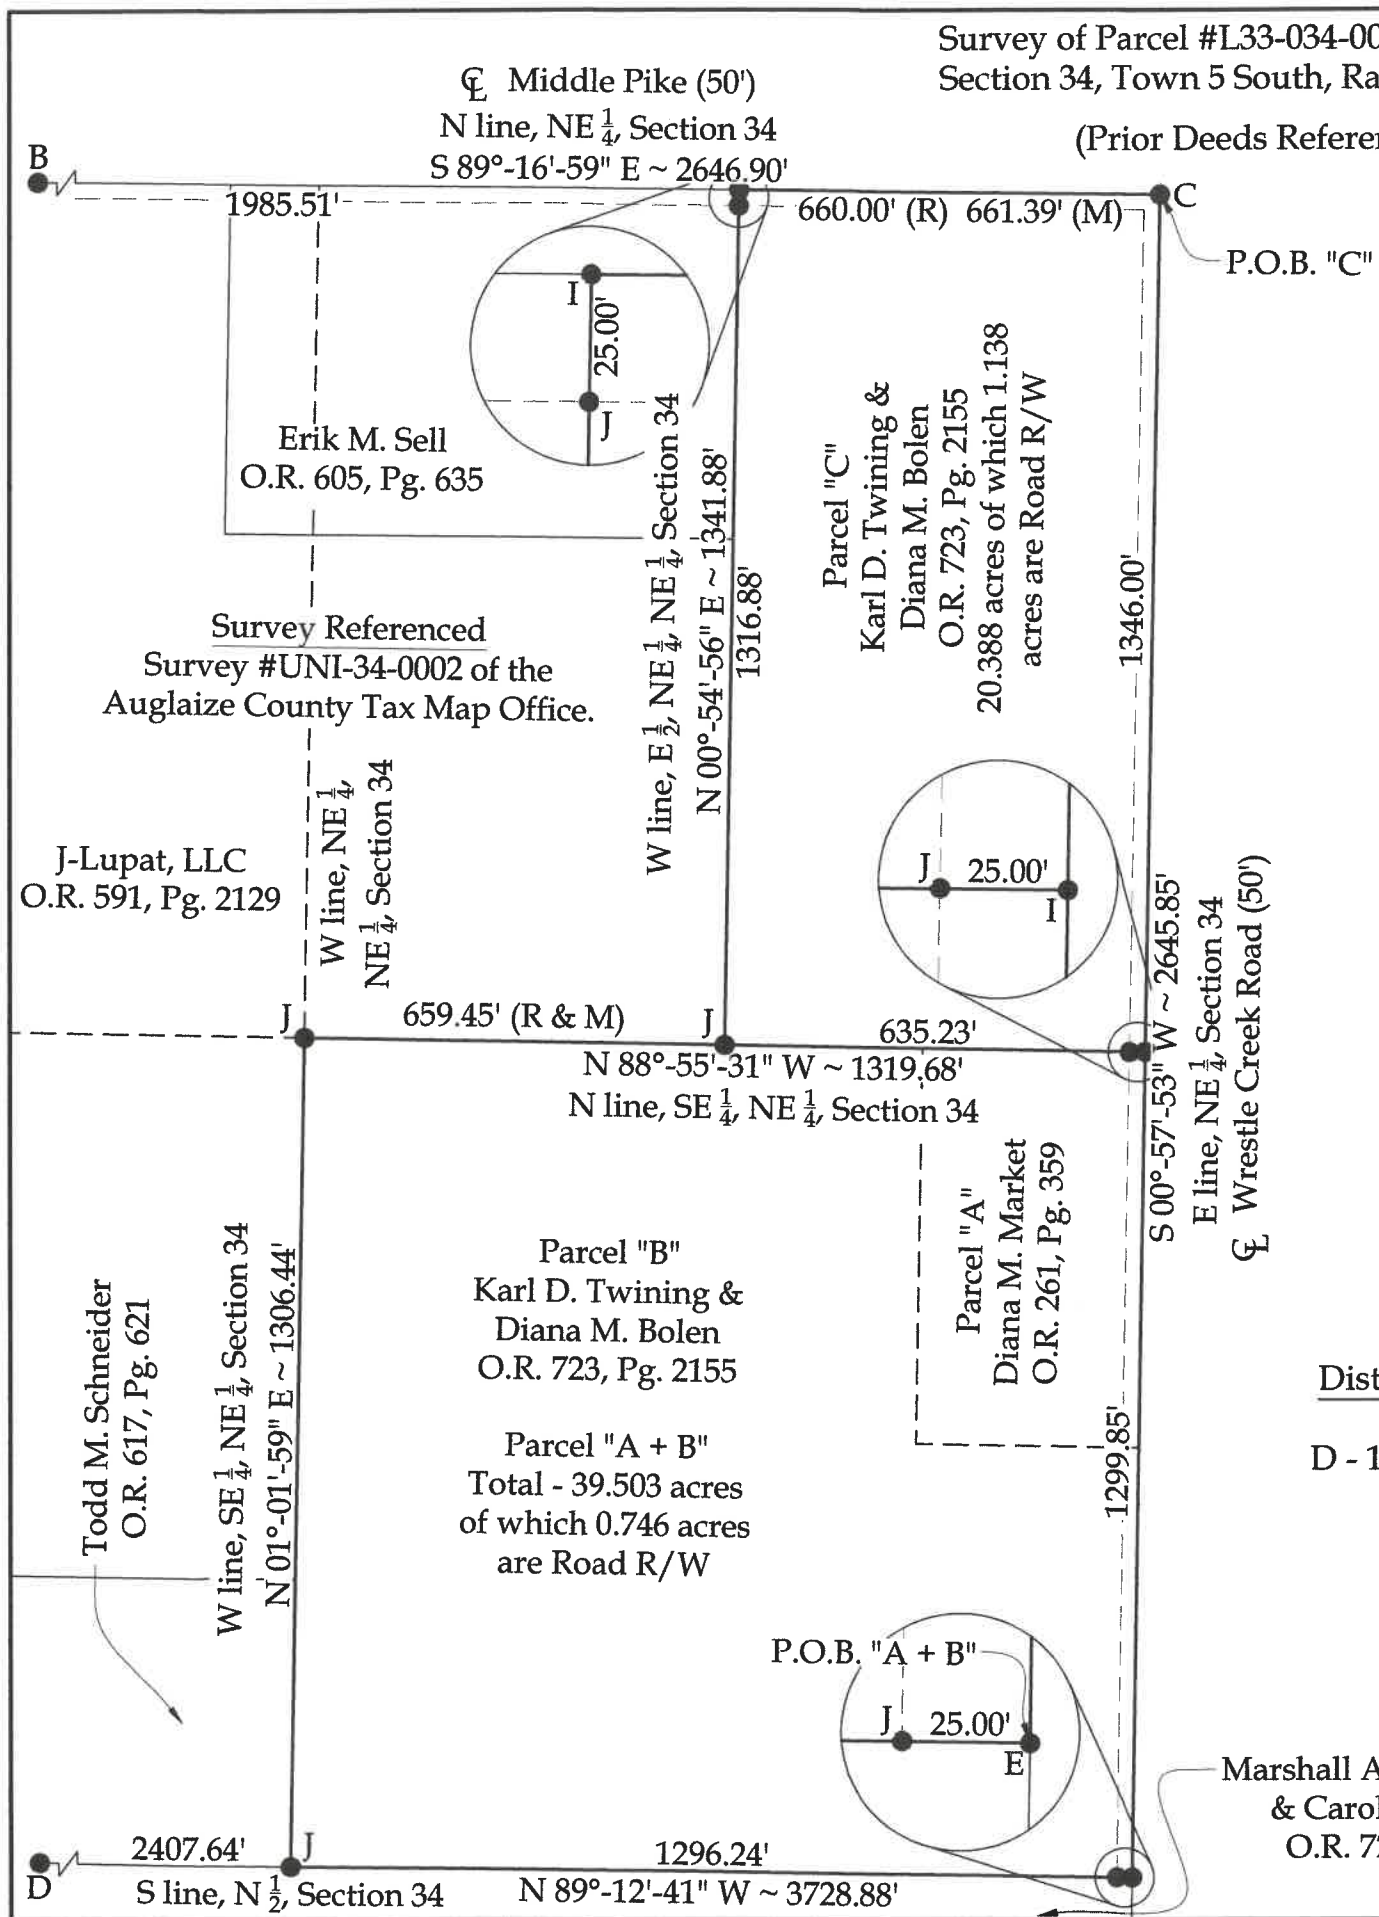 Survey of Parcel #L33-034-00
Section 34, Town 5 South, Ra
(Prior Deeds Refere
℄ Middle Pike (50')
N line, NE 1/4, Section 34
S 89°-16'-59" E ~ 2646.90'
B
1985.51'
660.00' (R) 661.39' (M)
C
P.O.B. "C"
I
25.00'
J
Erik M. Sell
O.R. 605, Pg. 635
W line, E 1/2, NE 1/4, NE 1/4, Section 34
N 00°-54'-56" E ~ 1341.88'
1316.88'
Parcel "C"
Karl D. Twining &
Diana M. Bolen
O.R. 723, Pg. 2155
20.388 acres of which 1.138
acres are Road R/W
1346.00'
Survey Referenced
Survey #UNI-34-0002 of the
Auglaize County Tax Map Office.
W line, NE 1/4,
NE 1/4, Section 34
J-Lupat, LLC
O.R. 591, Pg. 2129
J
25.00'
I
S 00°-57'-53" W ~ 2645.85'
E line, NE 1/4, Section 34
℄ Wrestle Creek Road (50')
J
659.45' (R & M)
J
635.23'
N 88°-55'-31" W ~ 1319.68'
N line, SE 1/4, NE 1/4, Section 34
Parcel "A"
Diana M. Market
O.R. 261, Pg. 359
Parcel "B"
Karl D. Twining &
Diana M. Bolen
O.R. 723, Pg. 2155
Todd M. Schneider
O.R. 617, Pg. 621
W line, SE 1/4, NE 1/4, Section 34
N 01°-01'-59" E ~ 1306.44'
Parcel "A + B"
Total - 39.503 acres
of which 0.746 acres
are Road R/W
1299.85'
Dist
D - 1
P.O.B. "A + B"
J
25.00'
E
Marshall A
& Carol
O.R. 7
2407.64'
J
1296.24'
D
S line, N 1/2, Section 34
N 89°-12'-41" W ~ 3728.88'